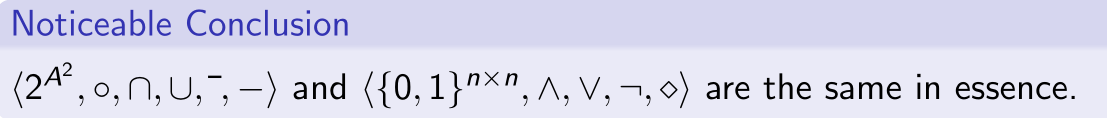 Noticeable Conclusion
⟨2^{A^2}, ∘, ∩, ∪, ¯, −⟩ and ⟨{0, 1}^{n×n}, ∧, ∨, ¬, ⋄⟩ are the same in essence.